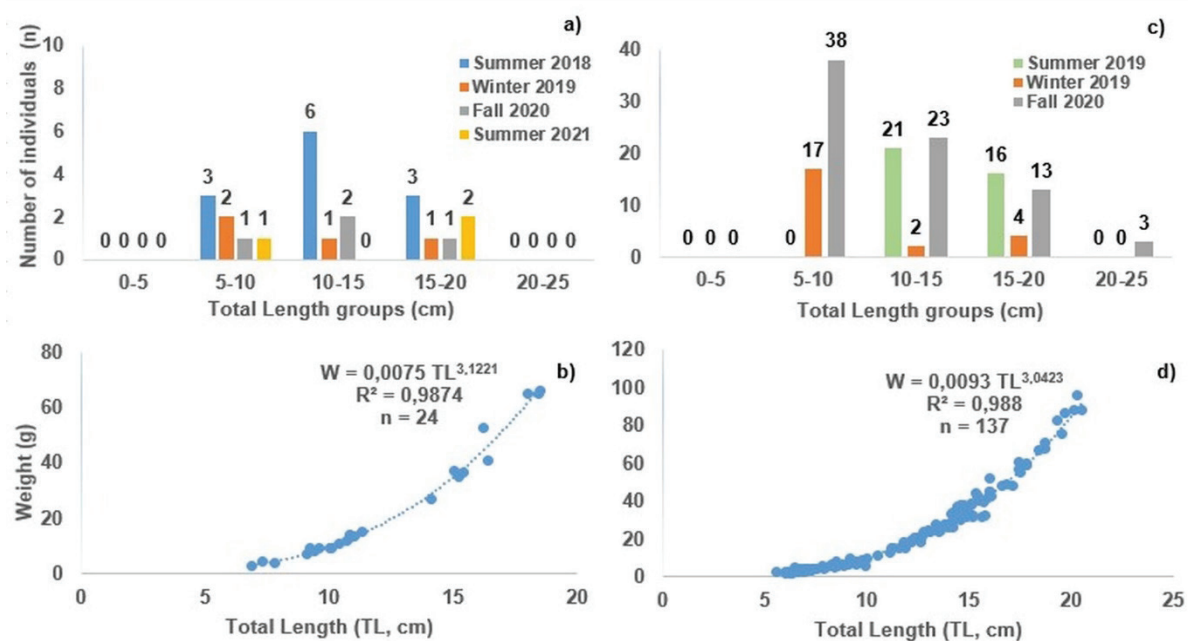 a)
Number of individuals (n)
10
8
6
4
2
0
Summer 2018
Winter 2019
Fall 2020
Summer 2021
0 0 0 0
3 2 1 1
6 1 2 0
3 1 1 2
0 0 0 0
0-5 5-10 10-15 15-20 20-25
Total Length groups (cm)
c)
40
30
20
10
0
Summer 2019
Winter 2019
Fall 2020
0 0 0
0 17 38
21 2 23
16 4 13
0 0 3
0-5 5-10 10-15 15-20 20-25
Total Length groups (cm)
b)
Weight (g)
80
60
40
20
0
W = 0,0075 TL^3,1221
R² = 0,9874
n = 24
0 5 10 15 20
Total Length (TL, cm)
d)
120
100
80
60
40
20
0
W = 0,0093 TL^3,0423
R² = 0,988
n = 137
0 5 10 15 20 25
Total Length (TL, cm)